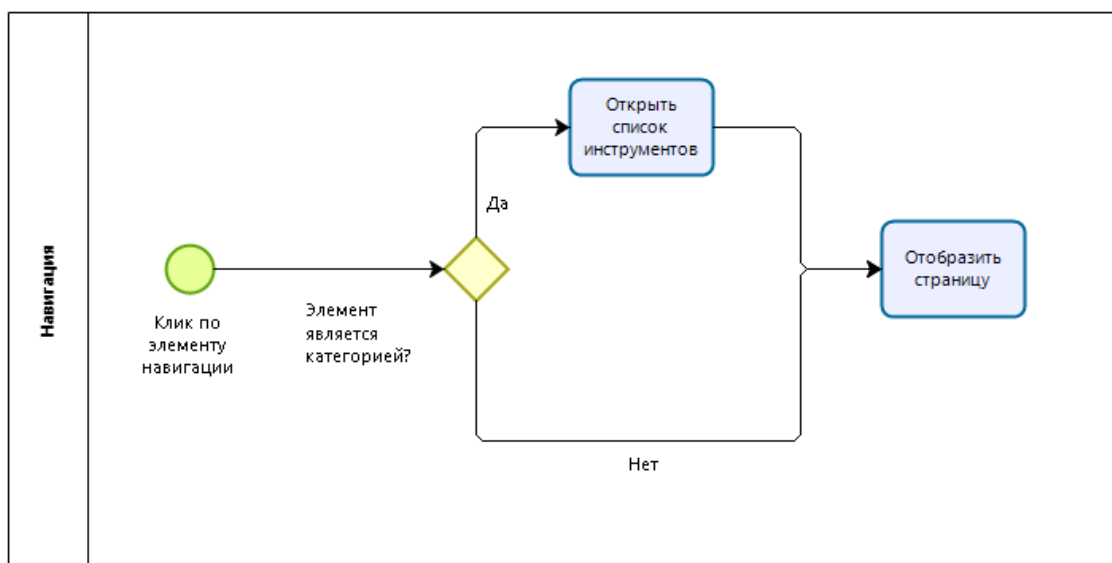 Навигация
Клик по
элементу
навигации
Элемент
является
категорией?
Да
Открыть
список
инструментов
Нет
Отобразить
страницу